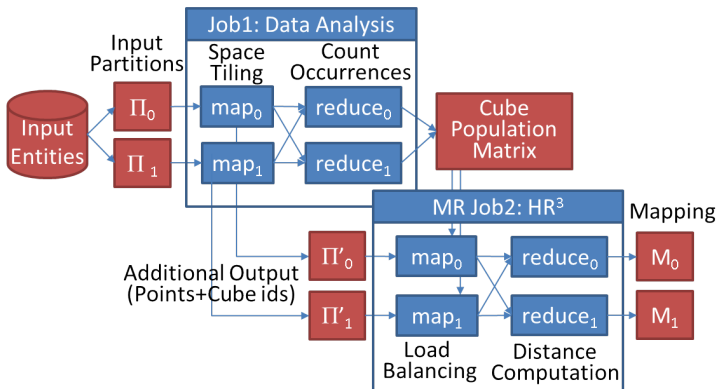 Job1: Data Analysis
Input
Partitions
Space
Tiling
Count
Occurrences
Input
Entities
Π0
Π1
map0
map1
reduce0
reduce1
Cube
Population
Matrix
MR Job2: HR³
Mapping
Additional Output
(Points+Cube ids)
Π'0
Π'1
map0
map1
reduce0
reduce1
M0
M1
Load
Balancing
Distance
Computation